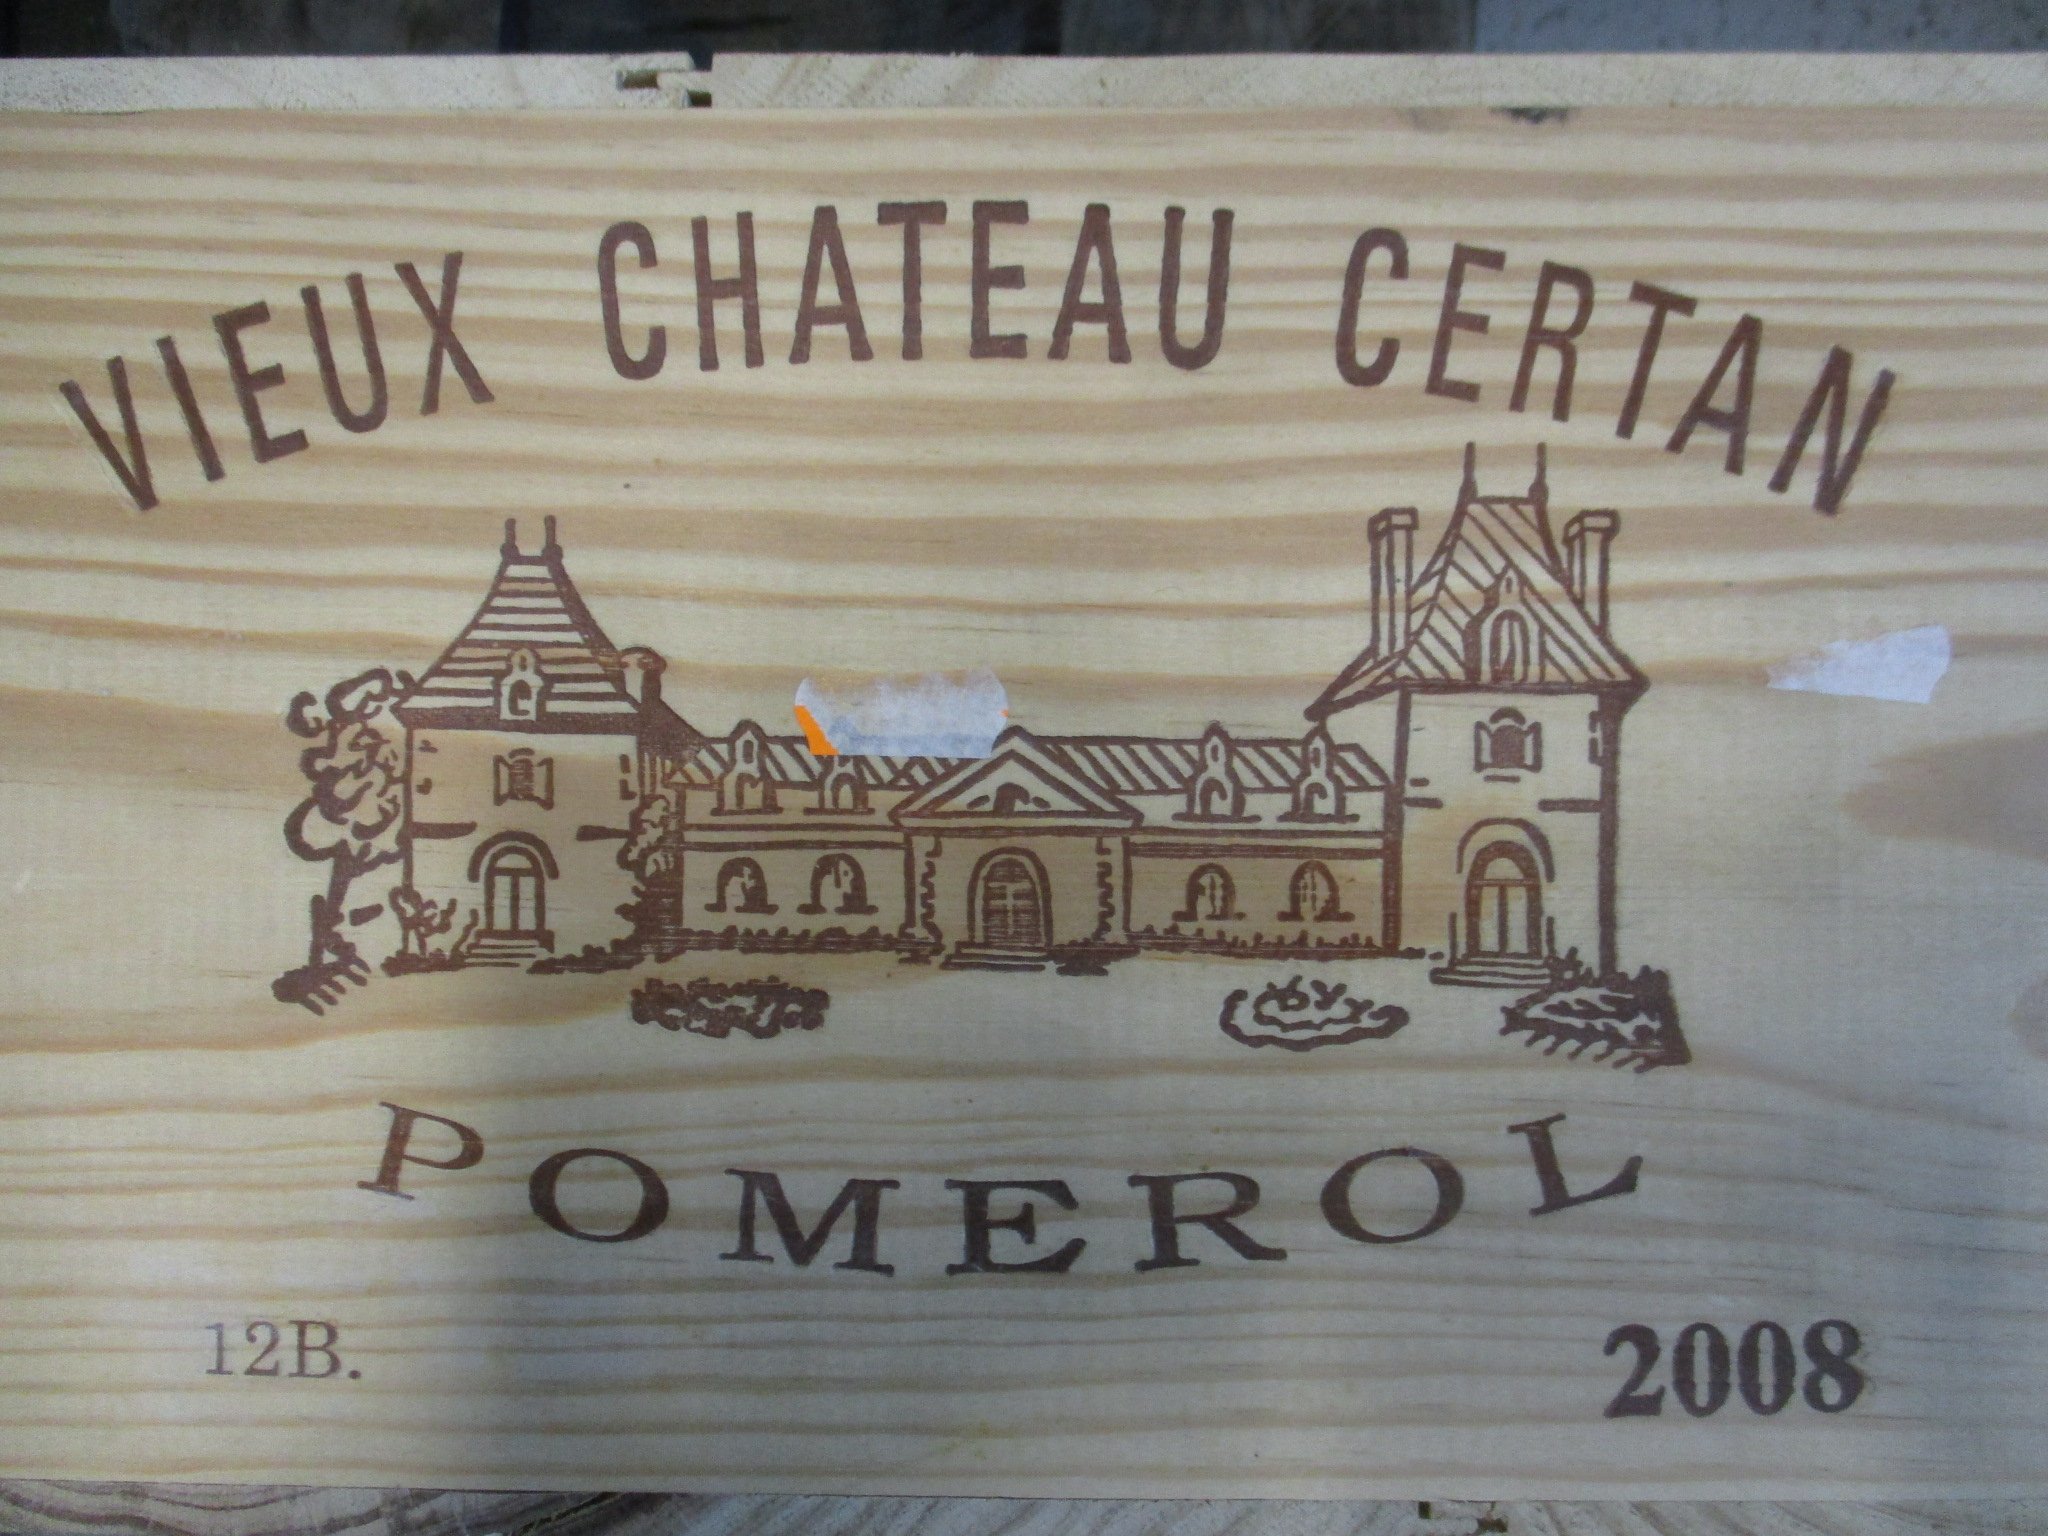 VIEUX CHATEAU CERTAN
POMEROL
12B.
2008